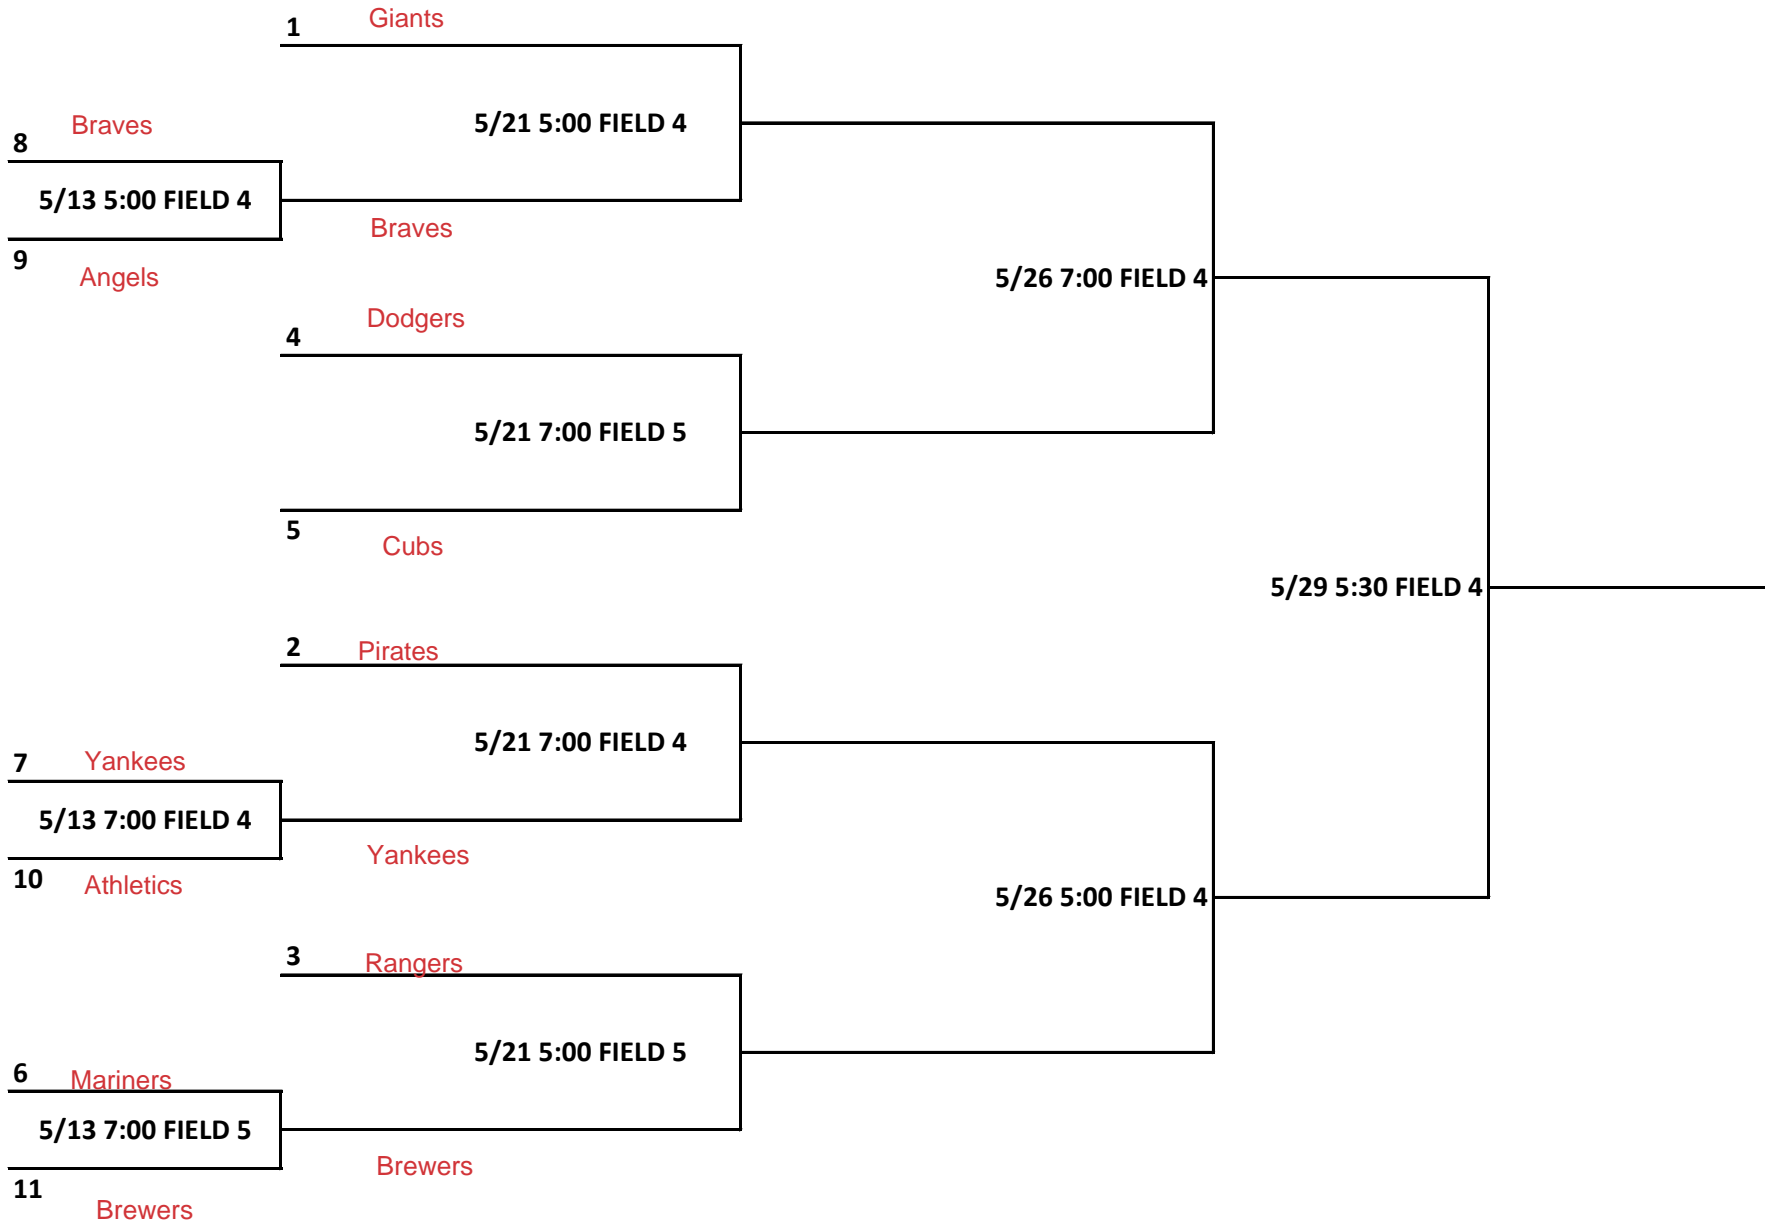 1 Giants
8 Braves
5/21 5:00 FIELD 4
5/13 5:00 FIELD 4
Braves
9 Angels
5/26 7:00 FIELD 4
4 Dodgers
5/21 7:00 FIELD 5
5 Cubs
5/29 5:30 FIELD 4
2 Pirates
5/21 7:00 FIELD 4
7 Yankees
5/13 7:00 FIELD 4
Yankees
10 Athletics
5/26 5:00 FIELD 4
3 Rangers
5/21 5:00 FIELD 5
6 Mariners
5/13 7:00 FIELD 5
Brewers
11 Brewers